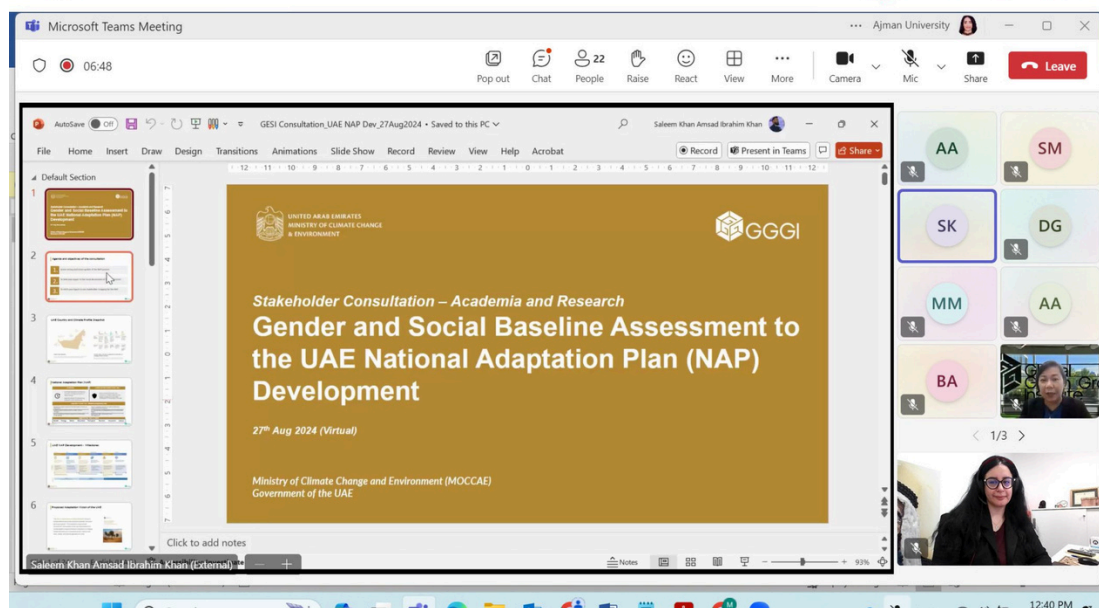 Microsoft Teams Meeting
Ajman University
06:48
Pop out
Chat
22
People
Raise
React
View
More
Camera
Mic
Share
Leave
AutoSave Off
GESI Consultation_UAE NAP Dev_27Aug2024 • Saved to this PC
Saleem Khan Amsad Ibrahim Khan
File Home Insert Draw Design Transitions Animations Slide Show Record Review View Help Acrobat
Record
Present in Teams
Share
Default Section
1
2
3
4
5
6
UNITED ARAB EMIRATES
MINISTRY OF CLIMATE CHANGE
& ENVIRONMENT
GGGI
Stakeholder Consultation – Academia and Research
Gender and Social Baseline Assessment to
the UAE National Adaptation Plan (NAP)
Development
27th Aug 2024 (Virtual)
Ministry of Climate Change and Environment (MOCCAE)
Government of the UAE
Click to add notes
Saleem Khan Amsad Ibrahim Khan (External)
Notes
93%
AA
SM
SK
DG
MM
AA
BA
1/3
12:40 PM